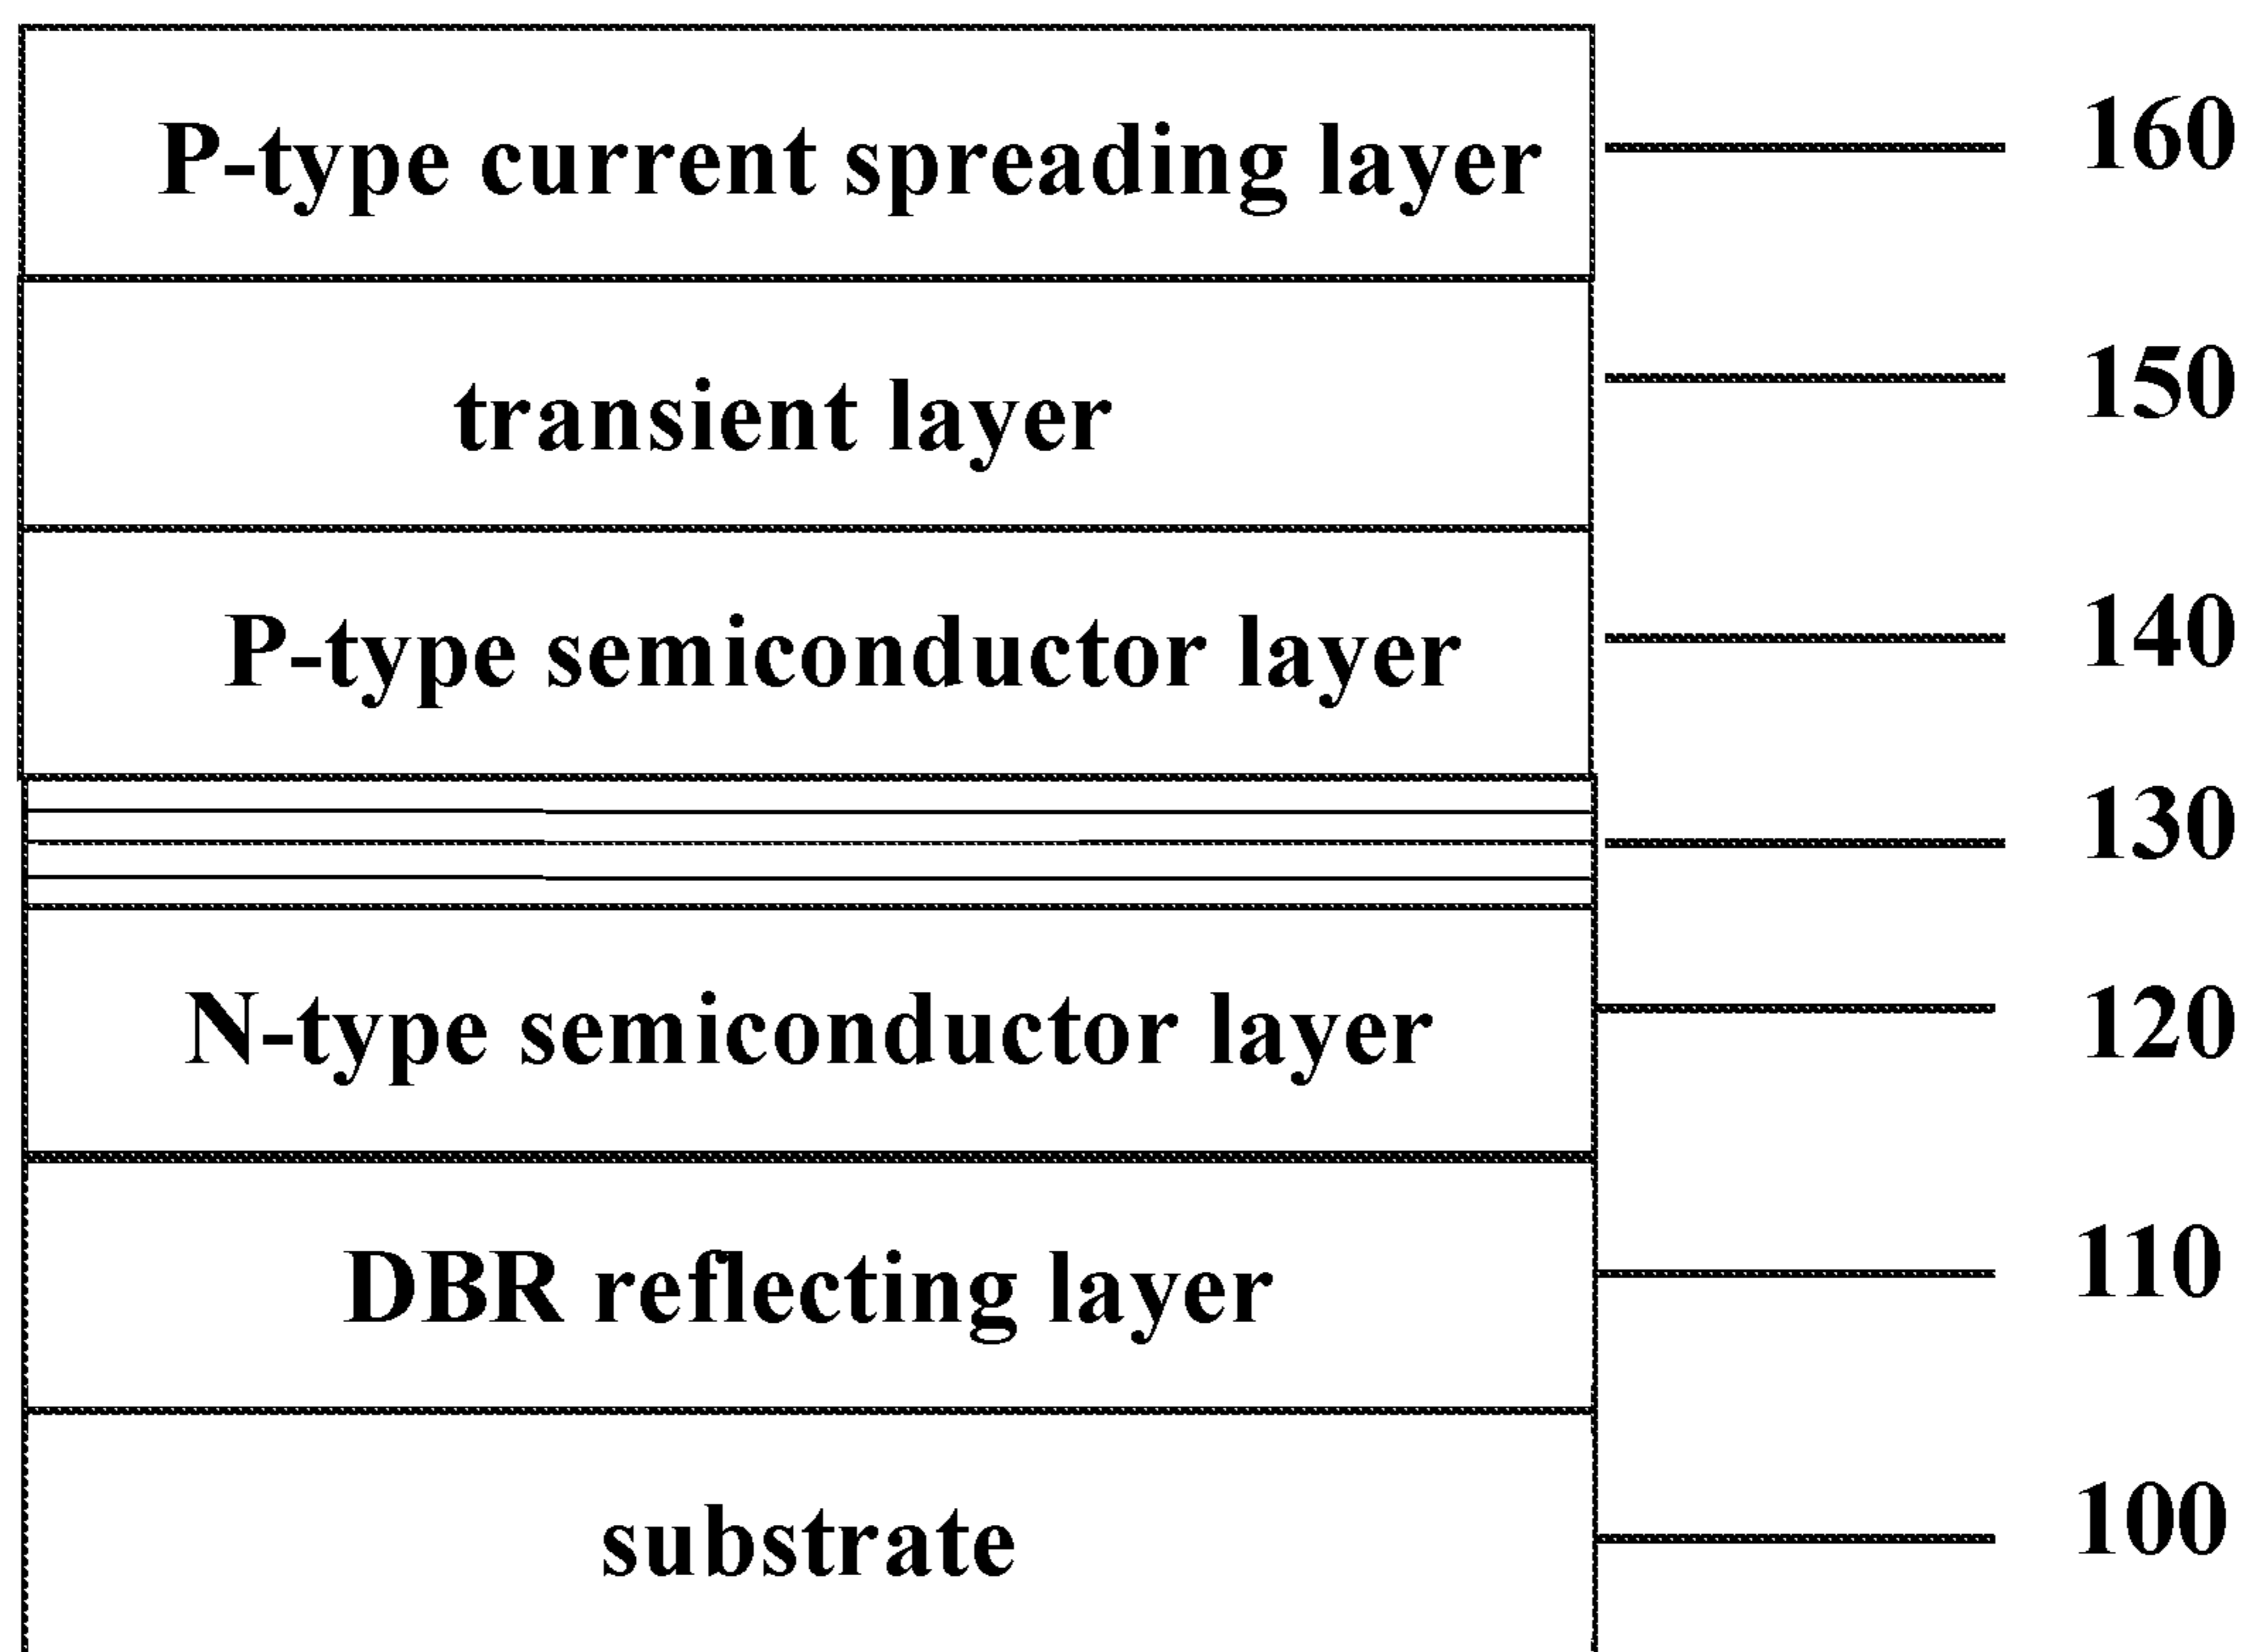 P-type current spreading layer 160
transient layer 150
P-type semiconductor layer 140
130
N-type semiconductor layer 120
DBR reflecting layer 110
substrate 100